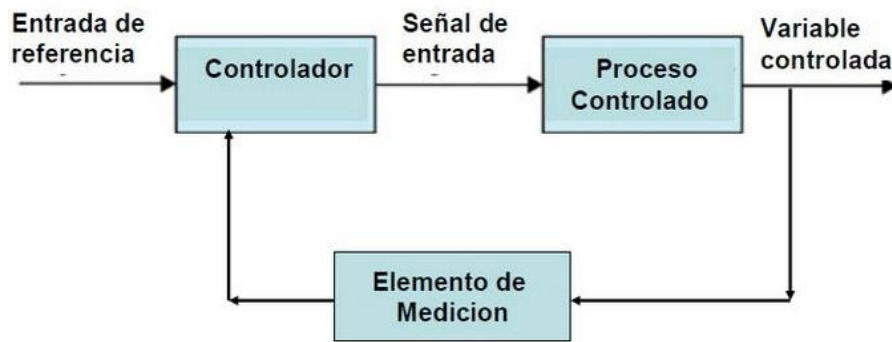 Entrada de
referencia
Controlador
Señal de
entrada
Proceso
Controlado
Variable
controlada
Elemento de
Medicion